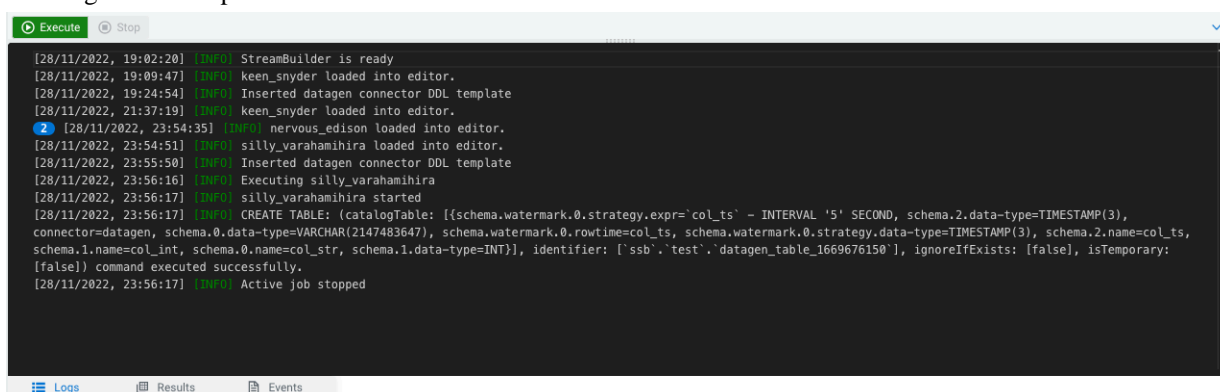 Execute Stop
[28/11/2022, 19:02:20] [INFO] StreamBuilder is ready
[28/11/2022, 19:09:47] [INFO] keen_snyder loaded into editor.
[28/11/2022, 19:24:54] [INFO] Inserted datagen connector DDL template
[28/11/2022, 21:37:19] [INFO] keen_snyder loaded into editor.
2 [28/11/2022, 23:54:35] [INFO] nervous_edison loaded into editor.
[28/11/2022, 23:54:51] [INFO] silly_varahamihira loaded into editor.
[28/11/2022, 23:55:50] [INFO] Inserted datagen connector DDL template
[28/11/2022, 23:56:16] [INFO] Executing silly_varahamihira
[28/11/2022, 23:56:17] [INFO] silly_varahamihira started
[28/11/2022, 23:56:17] [INFO] CREATE TABLE: (catalogTable: [{schema.watermark.0.strategy.expr=`col_ts` - INTERVAL '5' SECOND, schema.2.data-type=TIMESTAMP(3),
connector=datagen, schema.0.data-type=VARCHAR(2147483647), schema.watermark.0.rowtime=col_ts, schema.watermark.0.strategy.data-type=TIMESTAMP(3), schema.2.name=col_ts,
schema.1.name=col_int, schema.0.name=col_str, schema.1.data-type=INT}], identifier: [`ssb`.`test`.`datagen_table_1669676150`], ignoreIfExists: [false], isTemporary:
[false]) command executed successfully.
[28/11/2022, 23:56:17] [INFO] Active job stopped
Logs Results Events